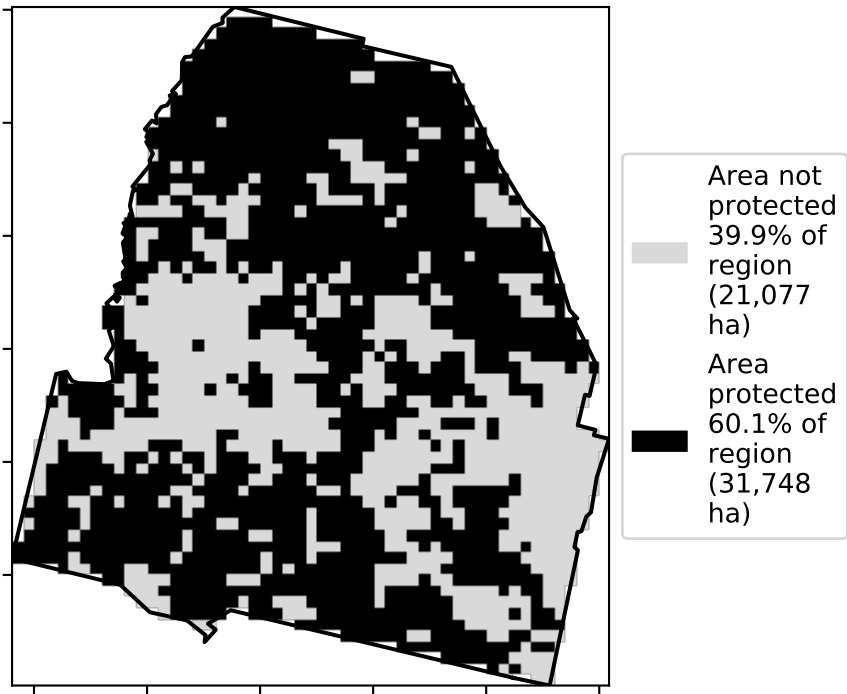 Area not
protected
39.9% of
region
(21,077
ha)
Area
protected
60.1% of
region
(31,748
ha)